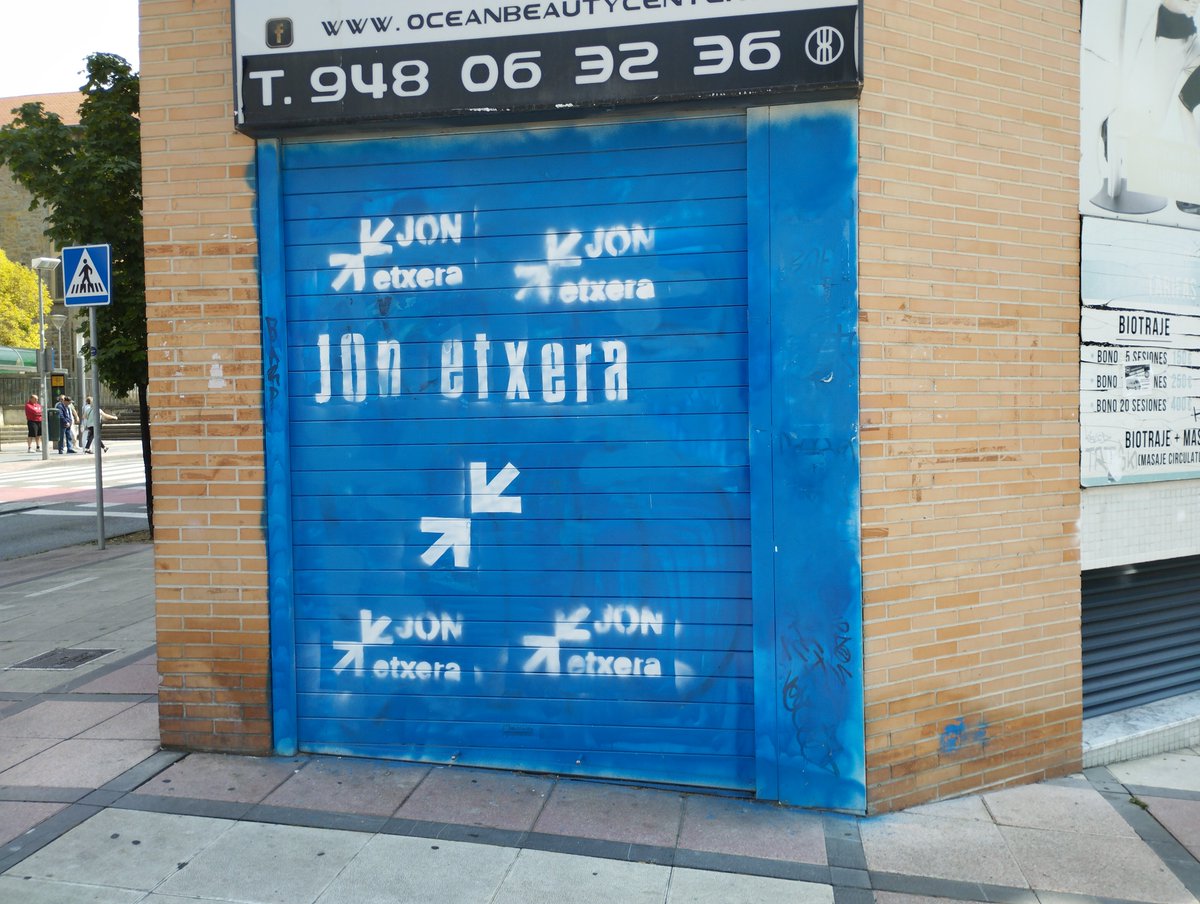 WWW.OCEANBEAUTYCENTER.
T. 948 06 32 36
JON
etxera
JON
etxera
jon etxera
JON
etxera
JON
etxera
BIOTRAJE
· BONO 5 SESIONES
· BONO NES
· BONO 20 SESIONES
BIOTRAJE + MAS
(MASAJE CIRCULAT